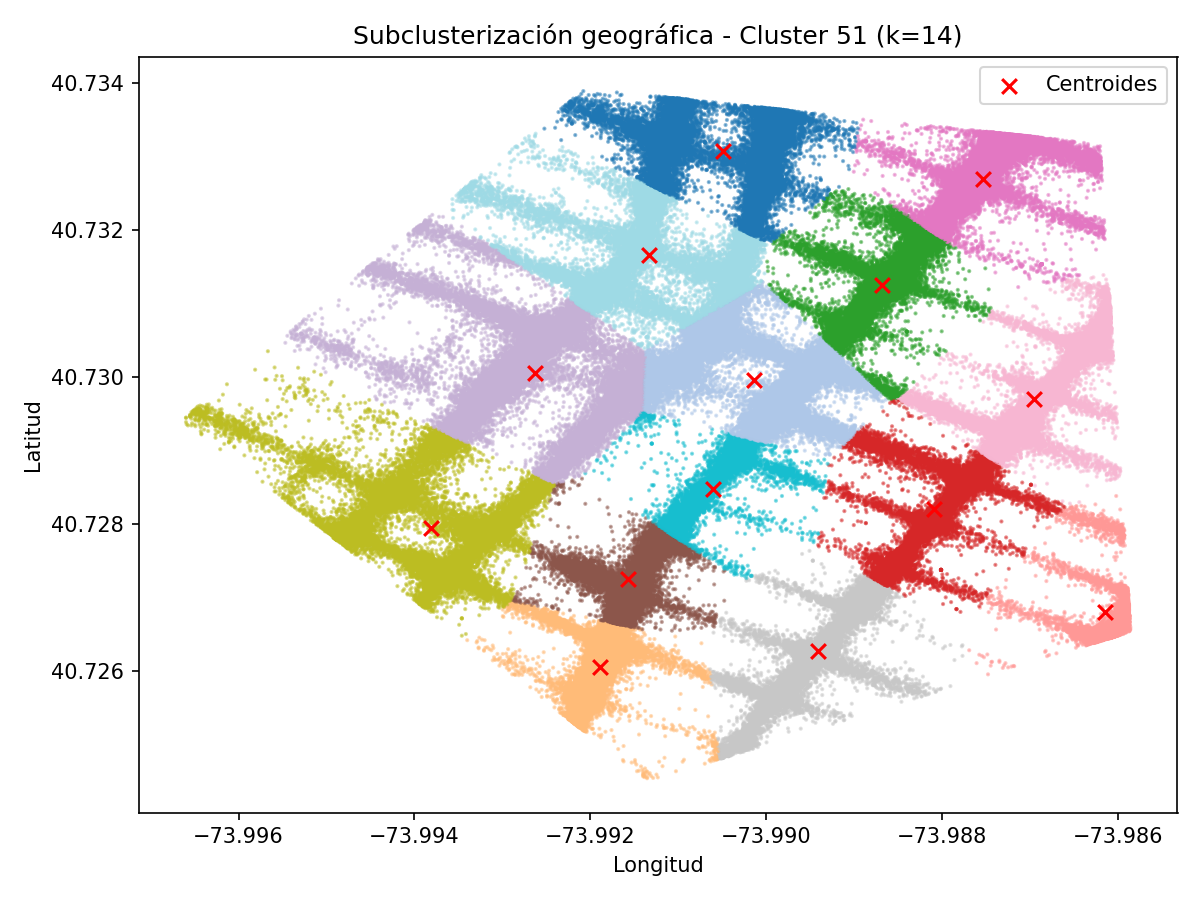 Subclusterización geográfica - Cluster 51 (k=14)
Centroides
40.734
40.732
40.730
40.728
40.726
Latitud
−73.996
−73.994
−73.992
−73.990
−73.988
−73.986
Longitud